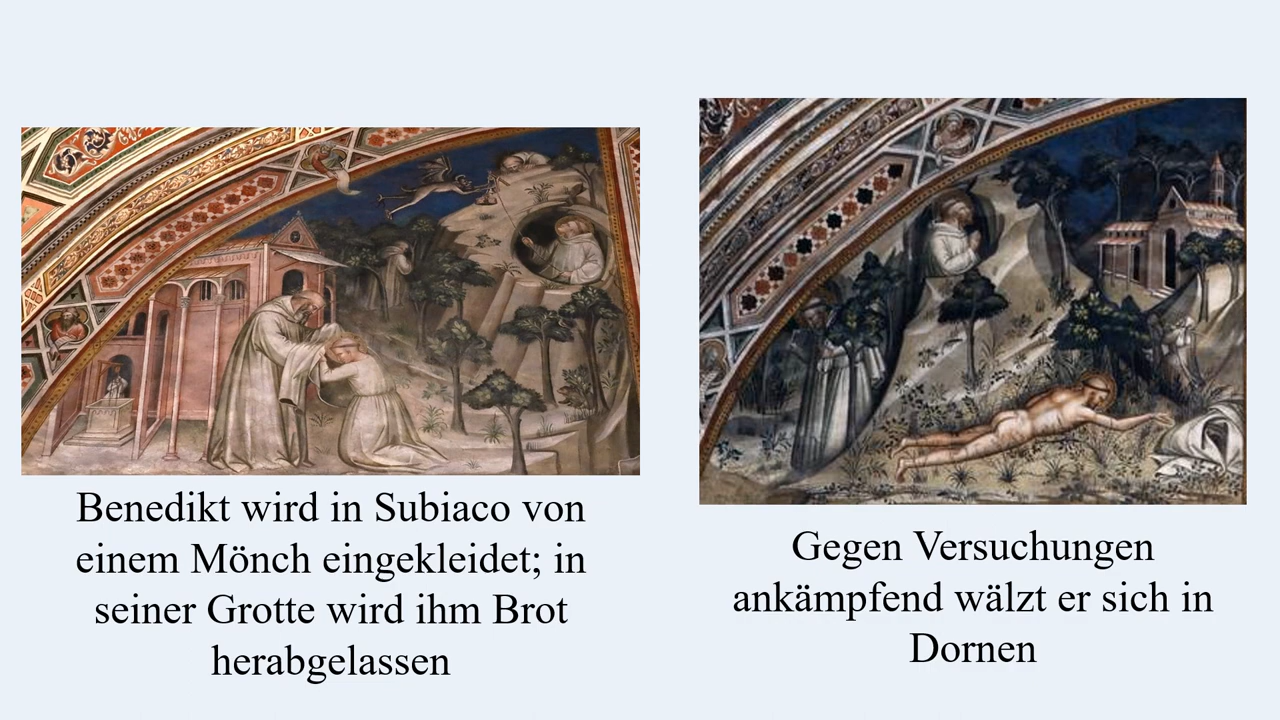 Benedikt wird in Subiaco von
einem Mönch eingekleidet; in
seiner Grotte wird ihm Brot
herabgelassen
Gegen Versuchungen
ankämpfend wälzt er sich in
Dornen